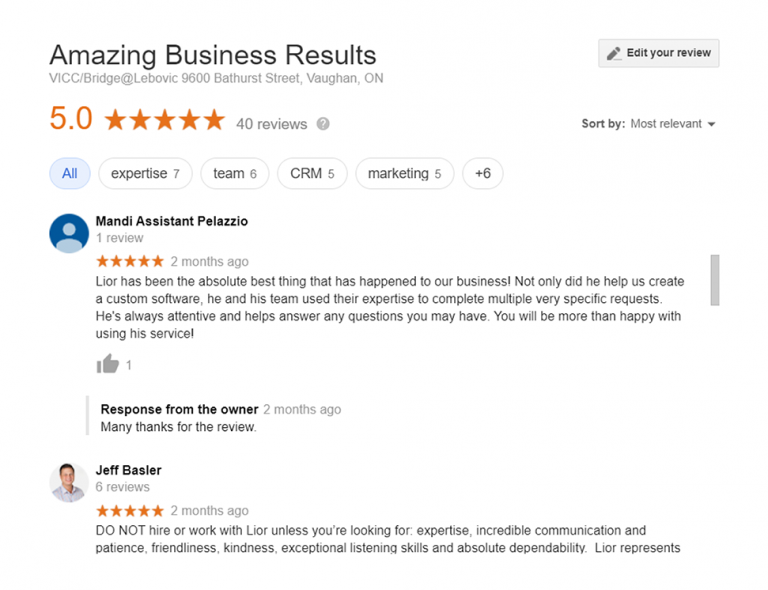 Amazing Business Results
Edit your review
VICC/Bridge@Lebovic 9600 Bathurst Street, Vaughan, ON
5.0 40 reviews ?
Sort by: Most relevant
All expertise 7 team 6 CRM 5 marketing 5 +6
Mandi Assistant Pelazzio
1 review
2 months ago
Lior has been the absolute best thing that has happened to our business! Not only did he help us create
a custom software, he and his team used their expertise to complete multiple very specific requests.
He's always attentive and helps answer any questions you may have. You will be more than happy with
using his service!
1
Response from the owner 2 months ago
Many thanks for the review.
Jeff Basler
6 reviews
2 months ago
DO NOT hire or work with Lior unless you’re looking for: expertise, incredible communication and
patience, friendliness, kindness, exceptional listening skills and absolute dependability. Lior represents